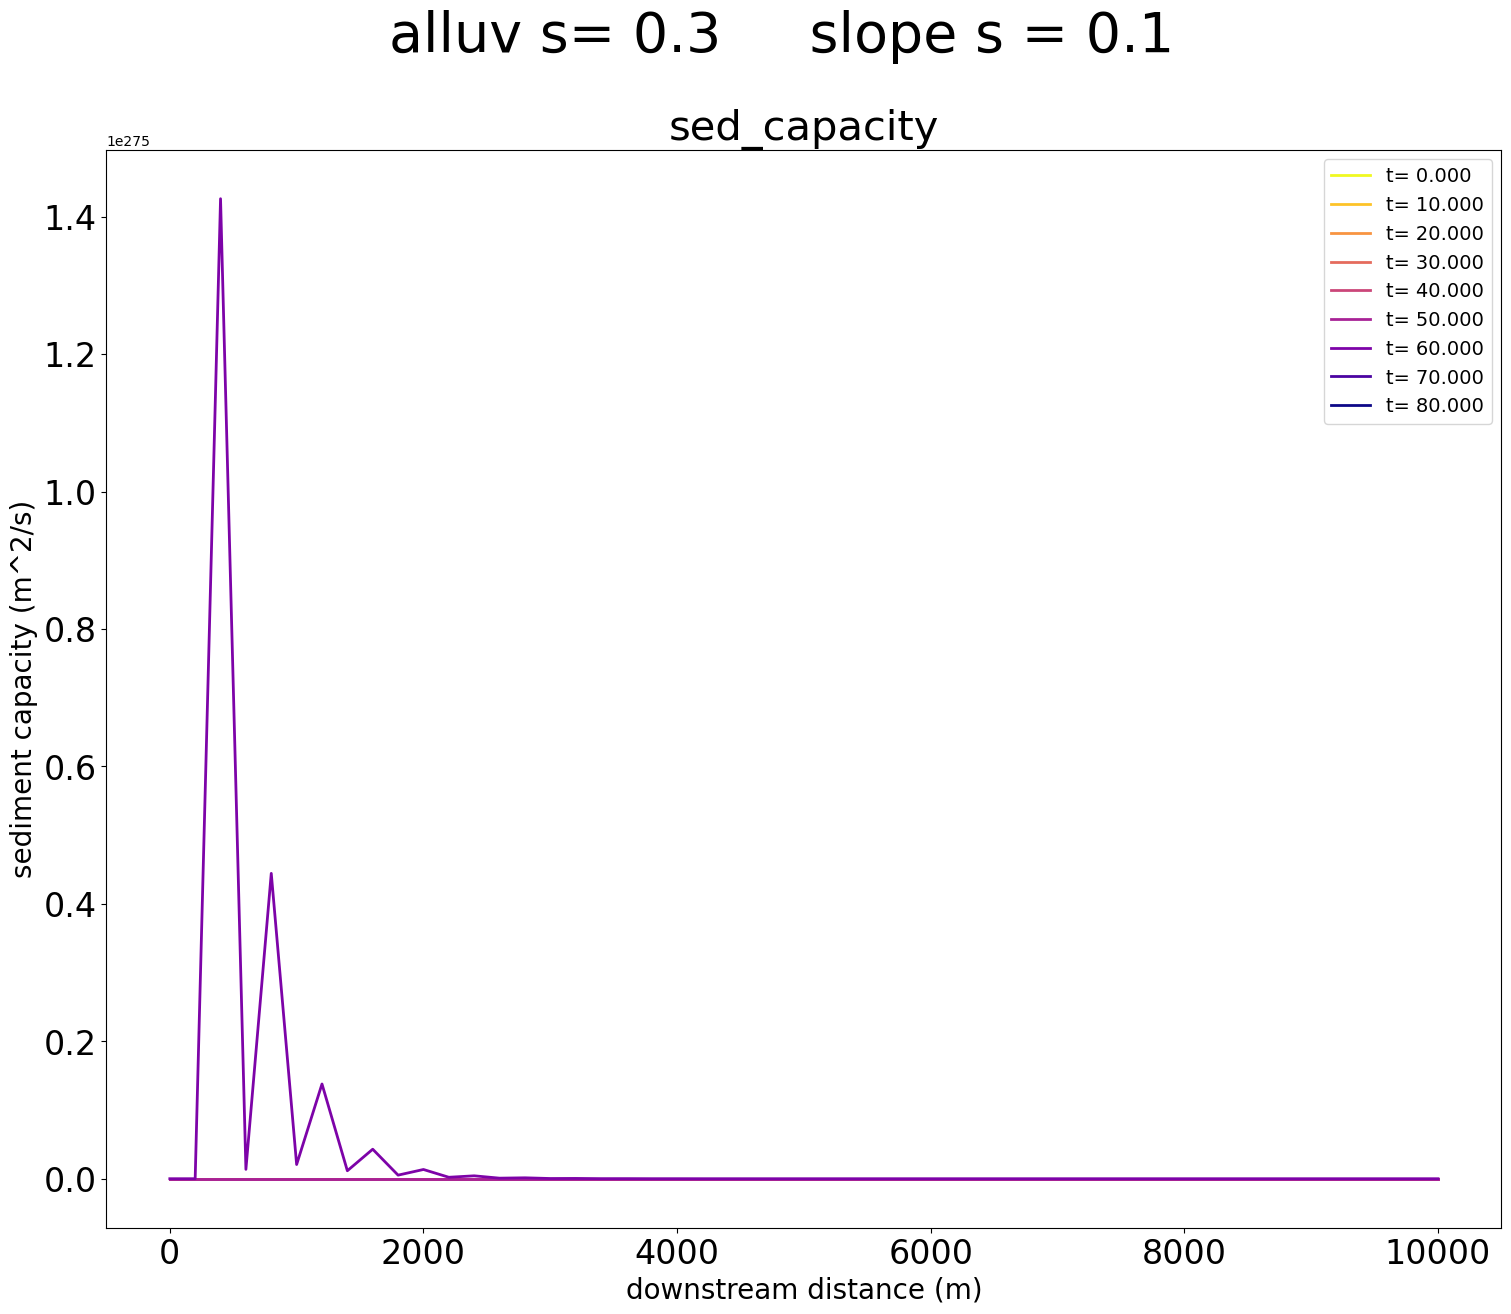 alluv s= 0.3 slope s = 0.1
sed_capacity
1e275
t= 0.000
t= 10.000
t= 20.000
t= 30.000
t= 40.000
t= 50.000
t= 60.000
t= 70.000
t= 80.000
1.4
1.2
1.0
0.8
0.6
0.4
0.2
0.0
sediment capacity (m^2/s)
0 2000 4000 6000 8000 10000
downstream distance (m)